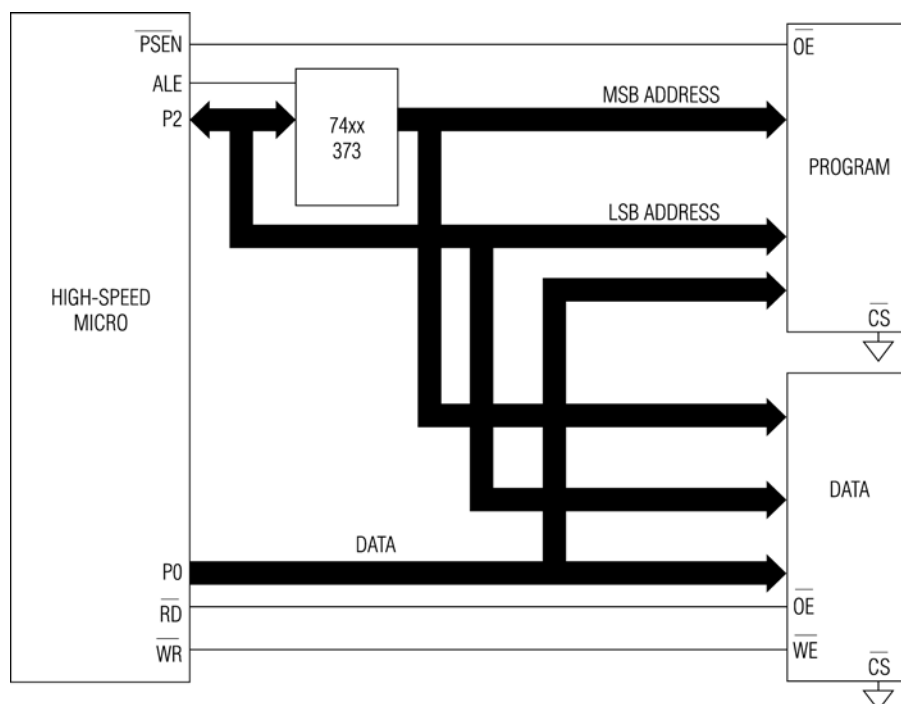 PSEN
ALE
P2
HIGH-SPEED
MICRO
P0
RD
WR
74xx
373
MSB ADDRESS
LSB ADDRESS
DATA
OE
PROGRAM
CS
DATA
OE
WE
CS